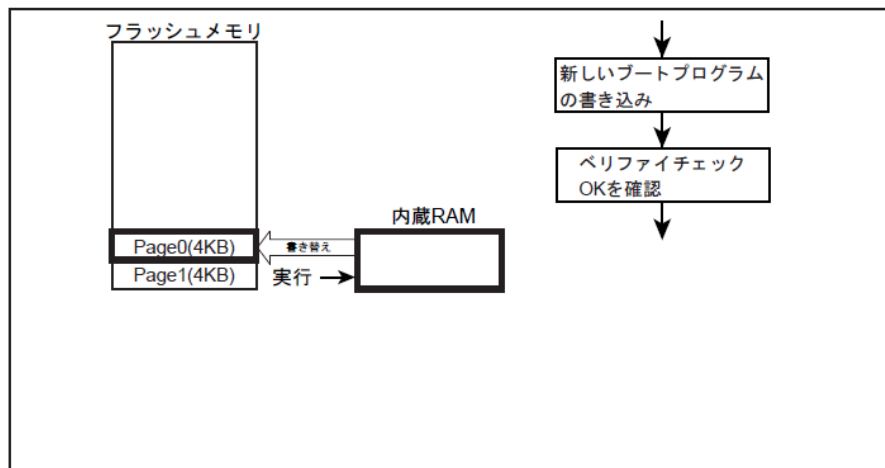 フラッシュメモリ
Page0(4KB)
Page1(4KB)
書き替え
実行
内蔵RAM
新しいブートプログラム
の書き込み
ベリファイチェック
OKを確認